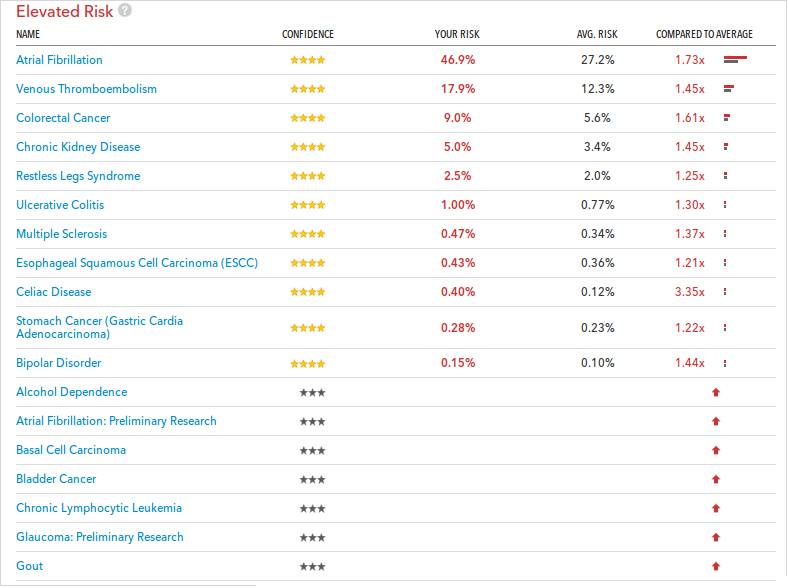 Elevated Risk ?
NAME CONFIDENCE YOUR RISK AVG. RISK COMPARED TO AVERAGE
Atrial Fibrillation ★★★★ 46.9% 27.2% 1.73x
Venous Thromboembolism ★★★★ 17.9% 12.3% 1.45x
Colorectal Cancer ★★★★ 9.0% 5.6% 1.61x
Chronic Kidney Disease ★★★★ 5.0% 3.4% 1.45x
Restless Legs Syndrome ★★★★ 2.5% 2.0% 1.25x
Ulcerative Colitis ★★★★ 1.00% 0.77% 1.30x
Multiple Sclerosis ★★★★ 0.47% 0.34% 1.37x
Esophageal Squamous Cell Carcinoma (ESCC) ★★★★ 0.43% 0.36% 1.21x
Celiac Disease ★★★★ 0.40% 0.12% 3.35x
Stomach Cancer (Gastric Cardia
Adenocarcinoma) ★★★★ 0.28% 0.23% 1.22x
Bipolar Disorder ★★★★ 0.15% 0.10% 1.44x
Alcohol Dependence ★★★
Atrial Fibrillation: Preliminary Research ★★★
Basal Cell Carcinoma ★★★
Bladder Cancer ★★★
Chronic Lymphocytic Leukemia ★★★
Glaucoma: Preliminary Research ★★★
Gout ★★★